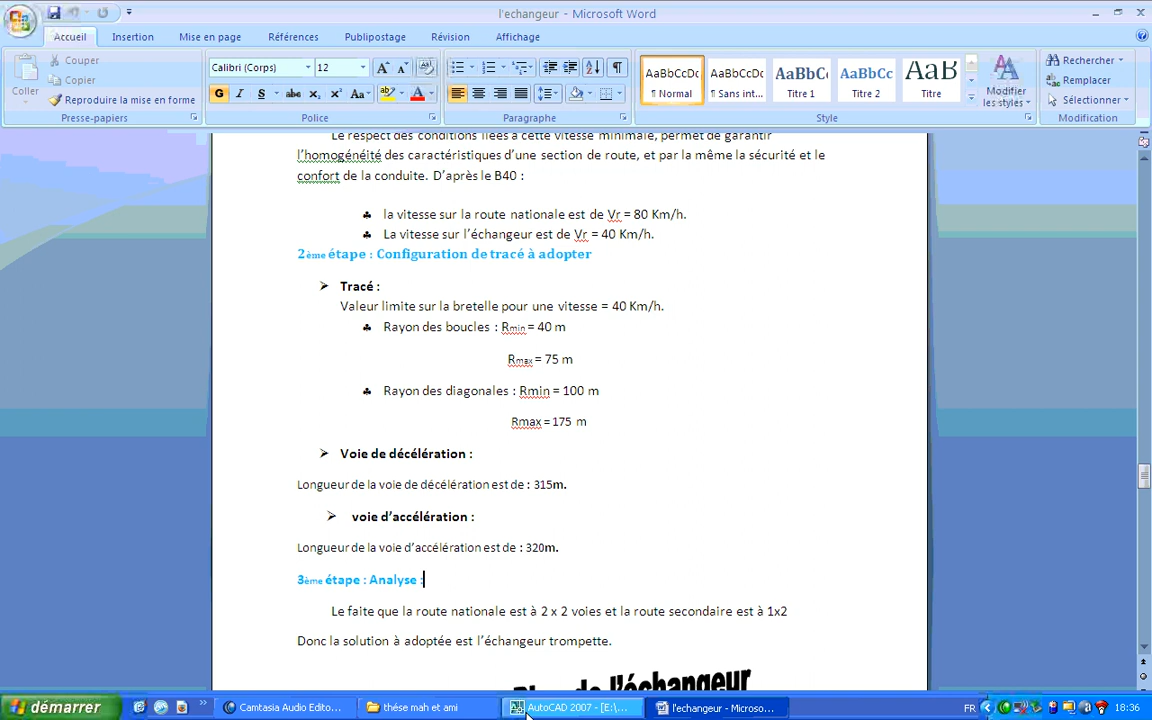 l'echangeur - Microsoft Word
Accueil Insertion Mise en page Références Publipostage Révision Affichage
Coller
Couper
Copier
Reproduire la mise en forme
Presse-papiers
Calibri (Corps) 12
G I S abc x₂ x² Aa
Police
Paragraphe
AaBbCcDc AaBbCcDc AaBbC AaBbCc AaB
¶ Normal ¶ Sans int... Titre 1 Titre 2 Titre
Modifier les styles
Style
Rechercher
Remplacer
Sélectionner
Modification
Le respect des conditions liées à cette vitesse minimale, permet de garantir
l'homogénéité des caractéristiques d'une section de route, et par la même la sécurité et le
confort de la conduite. D'après le B40 :
♣ la vitesse sur la route nationale est de Vr = 80 Km/h.
♣ La vitesse sur l'échangeur est de Vr = 40 Km/h.
2ème étape : Configuration de tracé à adopter
➢ Tracé :
Valeur limite sur la bretelle pour une vitesse = 40 Km/h.
♣ Rayon des boucles : Rmin = 40 m
Rmax = 75 m
♣ Rayon des diagonales : Rmin = 100 m
Rmax = 175 m
➢ Voie de décélération :
Longueur de la voie de décélération est de : 315m.
➢ voie d'accélération :
Longueur de la voie d'accélération est de : 320m.
3ème étape : Analyse :
Le faite que la route nationale est à 2 x 2 voies et la route secondaire est à 1x2
Donc la solution à adoptée est l'échangeur trompette.
de l'échangeur
démarrer Camtasia Audio Edito... thése mah et ami AutoCAD 2007 - [E:\... l'echangeur - Microso... FR 18:36